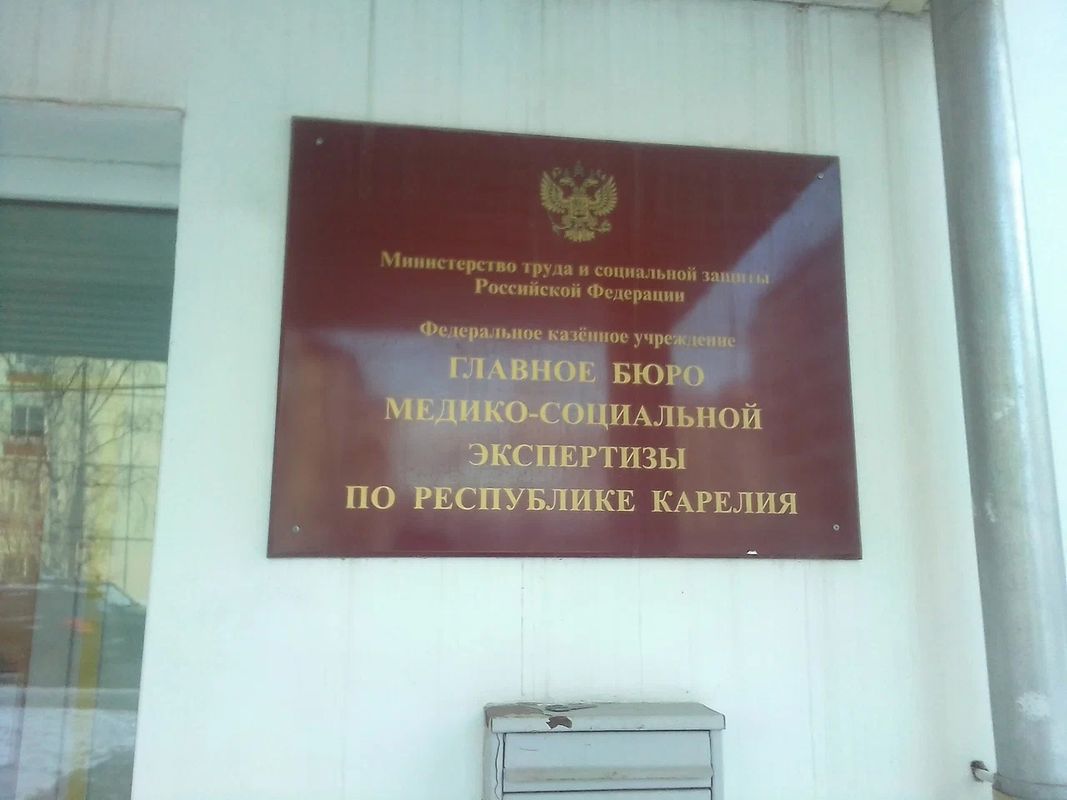 Министерство труда и социальной защиты
Российской Федерации
Федеральное казённое учреждение
ГЛАВНОЕ БЮРО
МЕДИКО-СОЦИАЛЬНОЙ
ЭКСПЕРТИЗЫ
ПО РЕСПУБЛИКЕ КАРЕЛИЯ